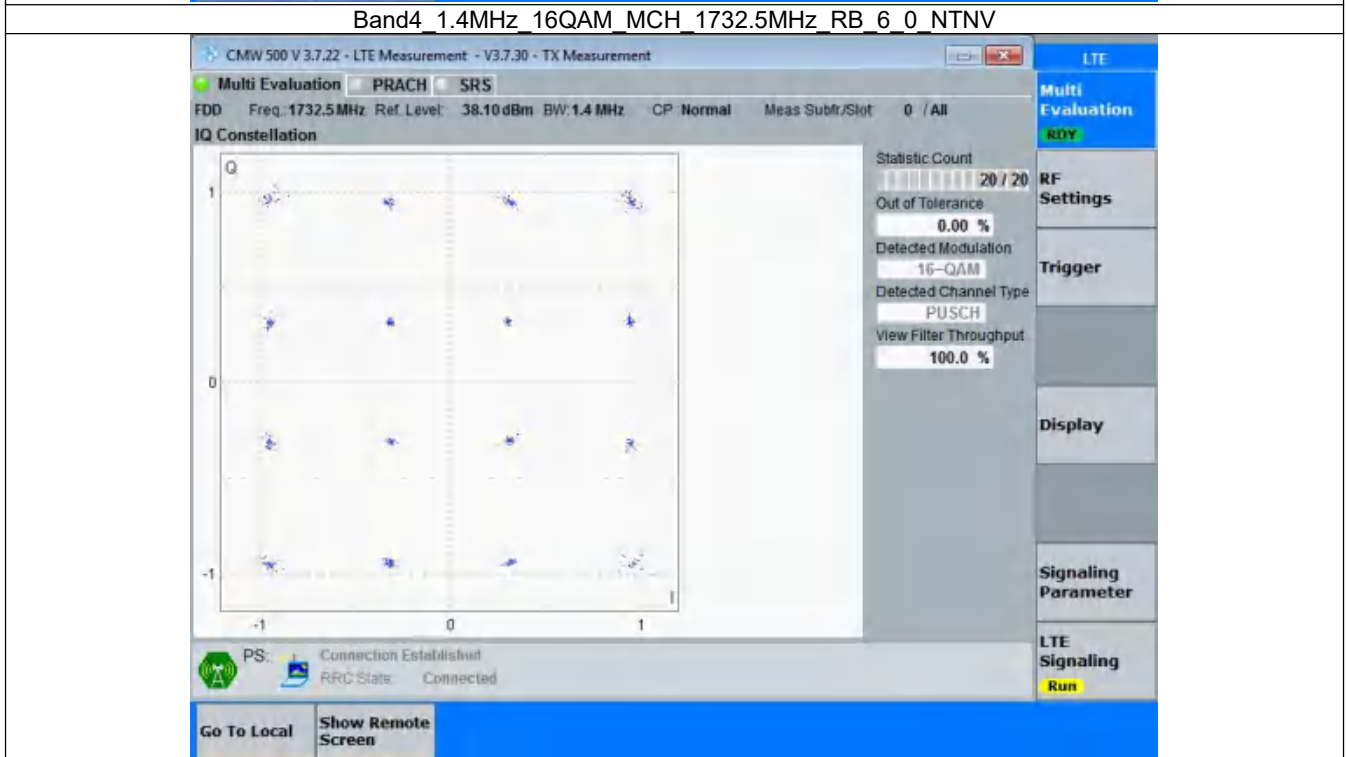 Band4_1.4MHz_16QAM_MCH_1732.5MHz_RB_6_0_NTNV
CMW 500 V 3.7.22 - LTE Measurement - V3.7.30 - TX Measurement
LTE
Multi Evaluation PRACH SRS
FDD Freq.: 1732.5 MHz Ref. Level: 38.10 dBm BW: 1.4 MHz CP: Normal Meas Subfr./Slot: 0 / All
IQ Constellation
Q
1
0
-1
-1 0 1
I
Statistic Count
20 / 20
Out of Tolerance
0.00 %
Detected Modulation
16-QAM
Detected Channel Type
PUSCH
View Filter Throughput
100.0 %
Multi
Evaluation
RDY
RF
Settings
Trigger
Display
Signaling
Parameter
LTE
Signaling
Run
PS: Connection Established
RRC State: Connected
Go To Local
Show Remote
Screen